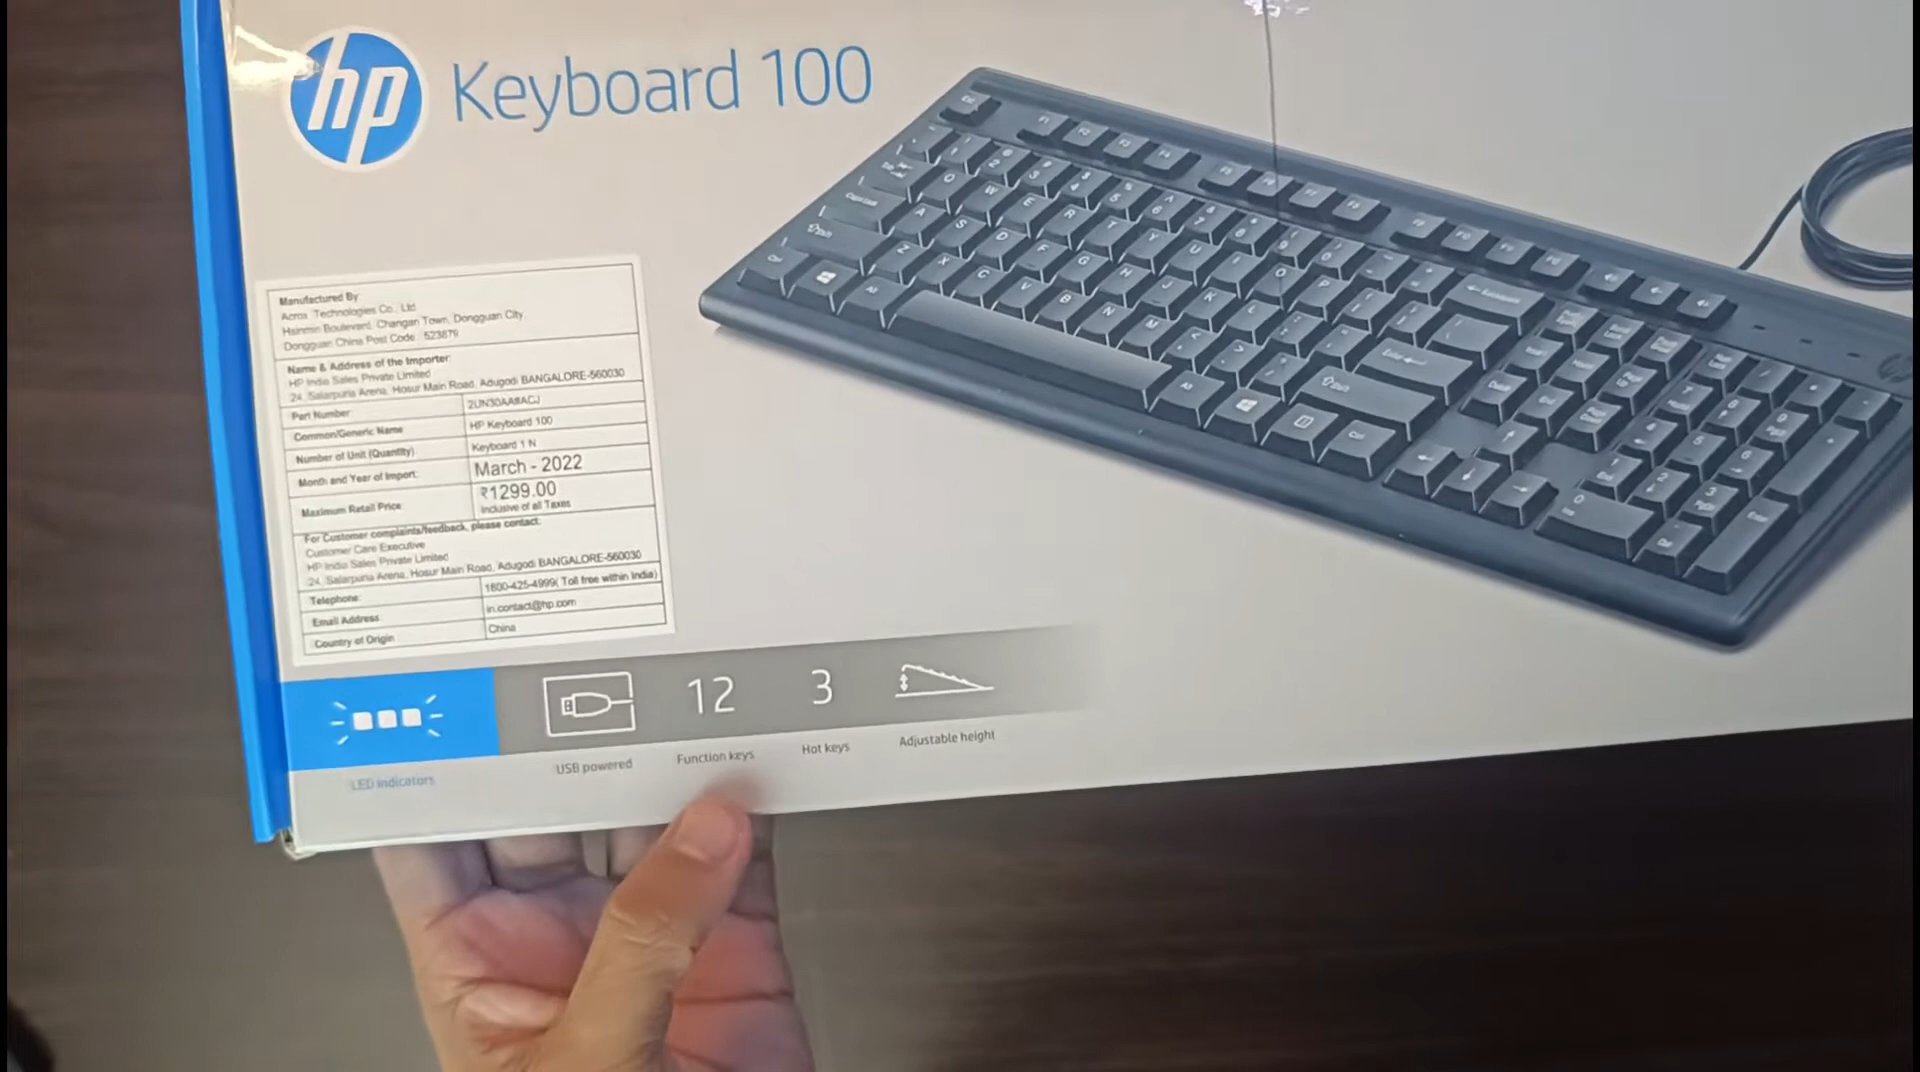 hp Keyboard 100
Manufactured By
Acrox Technologies Co., Ltd
Hsinmin Boulevard, Changan Town, Dongguan City
Dongguan China Post Code : 523879
Name & Address of the Importer:
HP India Sales Private Limited
24, Salarpuria Arena, Hosur Main Road, Adugodi BANGALORE-560030
Part Number 2UN30AA#ACJ
Common/Generic Name HP Keyboard 100
Number of Unit (Quantity) Keyboard 1 N
Month and Year of Import: March - 2022
Maximum Retail Price ₹1299.00
Inclusive of all Taxes
For Customer complaints/feedback, please contact:
Customer Care Executive
HP India Sales Private Limited
24, Salarpuria Arena, Hosur Main Road, Adugodi BANGALORE-560030
Telephone: 1800-425-4999( Toll free within India)
Email Address in.contact@hp.com
Country of Origin China
12 3
LED indicators USB powered Function keys Hot keys Adjustable height